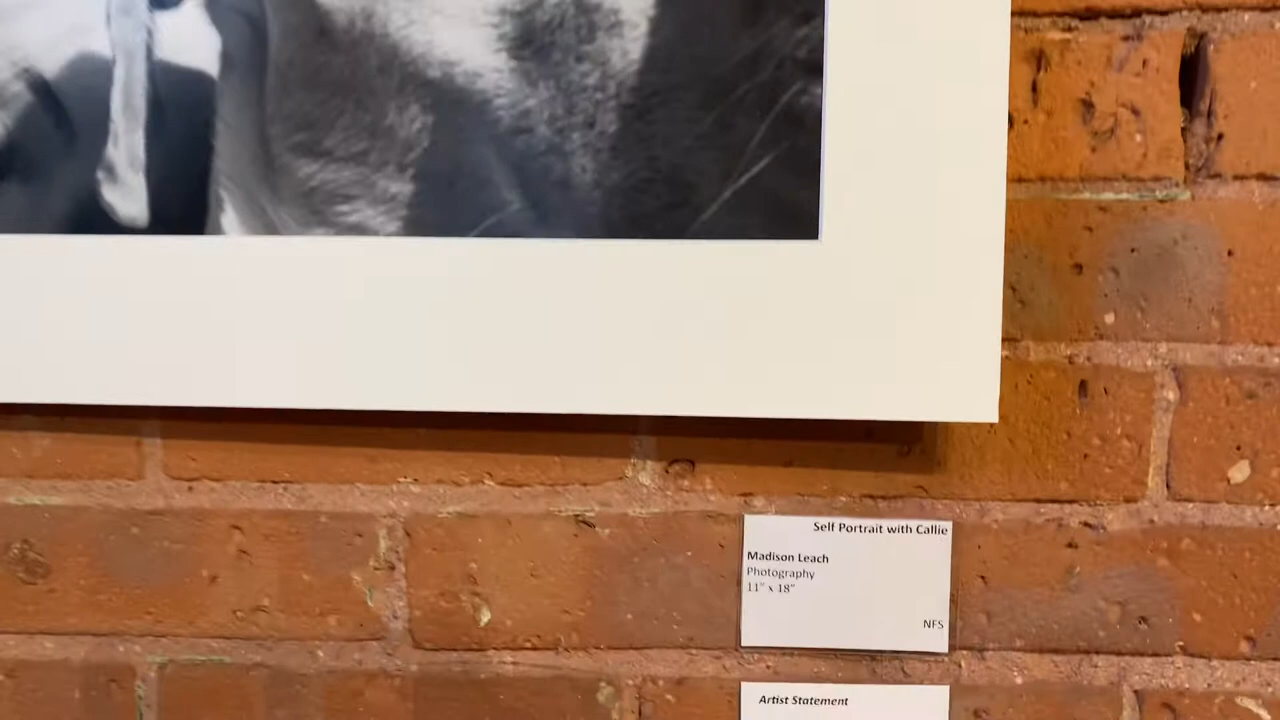 Self Portrait with Callie
Madison Leach
Photography
11" x 18"
NFS
Artist Statement